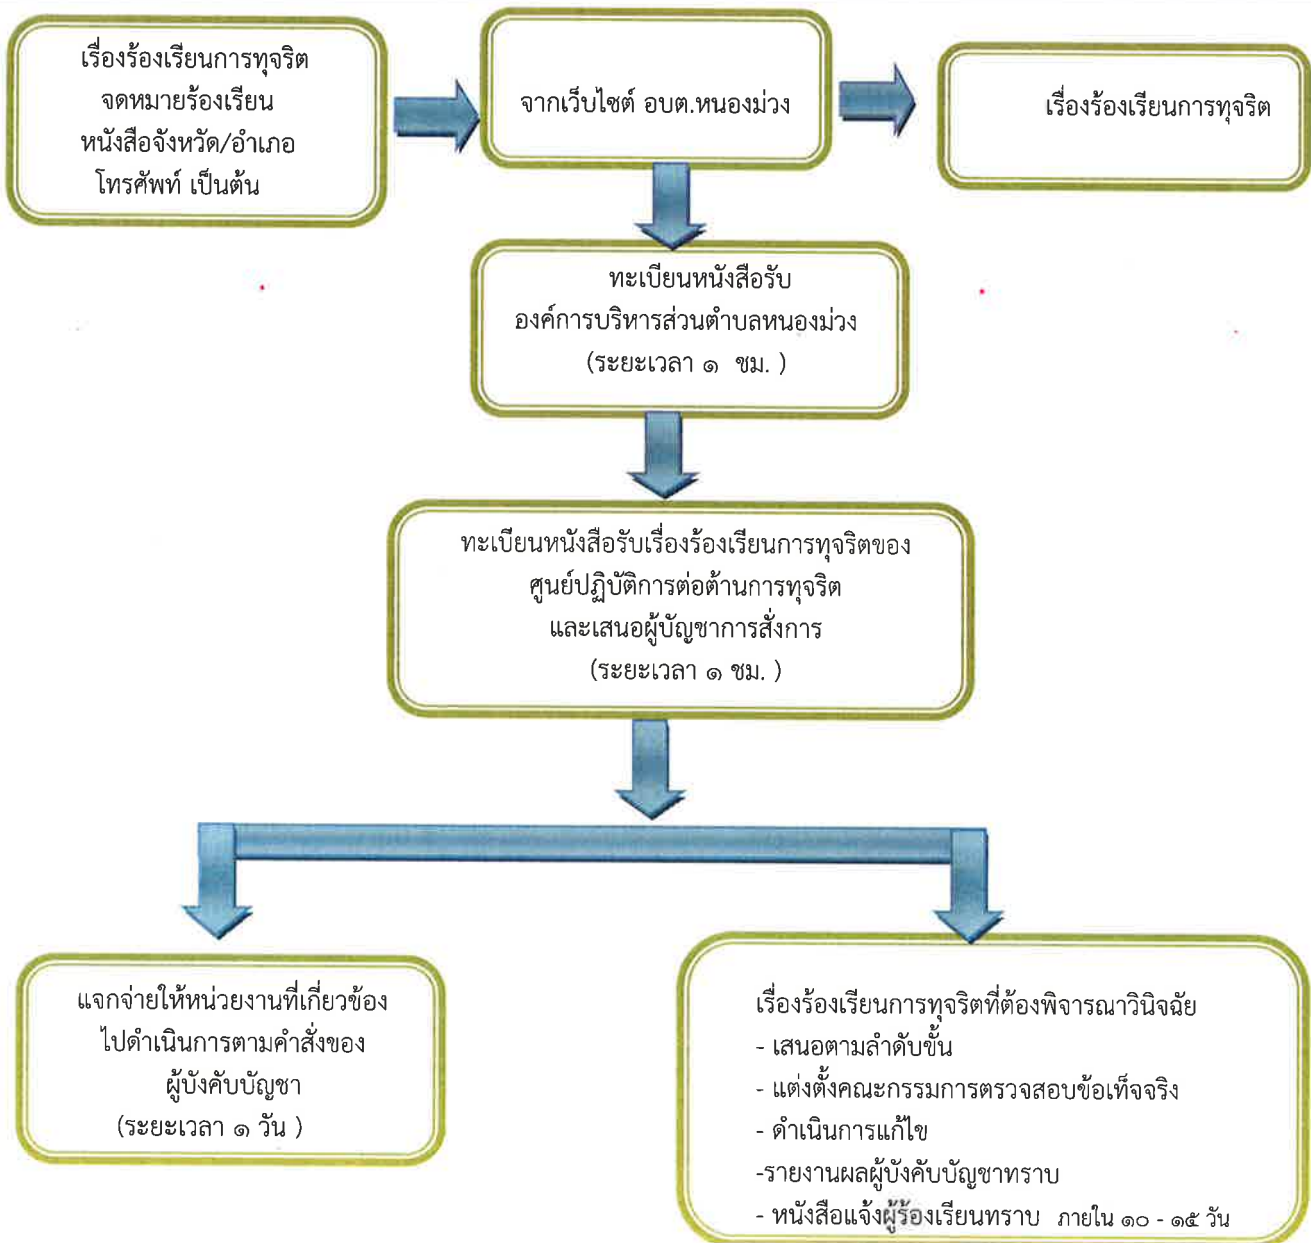 เรื่องร้องเรียนการทุจริต
จดหมายร้องเรียน
หนังสือจังหวัด/อำเภอ
โทรศัพท์ เป็นต้น
จากเว็บไซต์ อบต.หนองม่วง
เรื่องร้องเรียนการทุจริต
ทะเบียนหนังสือรับ
องค์การบริหารส่วนตำบลหนองม่วง
(ระยะเวลา ๑ ชม. )
ทะเบียนหนังสือรับเรื่องร้องเรียนการทุจริตของ
ศูนย์ปฏิบัติการต่อต้านการทุจริต
และเสนอผู้บัญชาการสั่งการ
(ระยะเวลา ๑ ชม. )
แจกจ่ายให้หน่วยงานที่เกี่ยวข้อง
ไปดำเนินการตามคำสั่งของ
ผู้บังคับบัญชา
(ระยะเวลา ๑ วัน )
เรื่องร้องเรียนการทุจริตที่ต้องพิจารณาวินิจฉัย
- เสนอตามลำดับขั้น
- แต่งตั้งคณะกรรมการตรวจสอบข้อเท็จจริง
- ดำเนินการแก้ไข
-รายงานผลผู้บังคับบัญชาทราบ
- หนังสือแจ้งผู้ร้องเรียนทราบ ภายใน ๑๐ - ๑๕ วัน